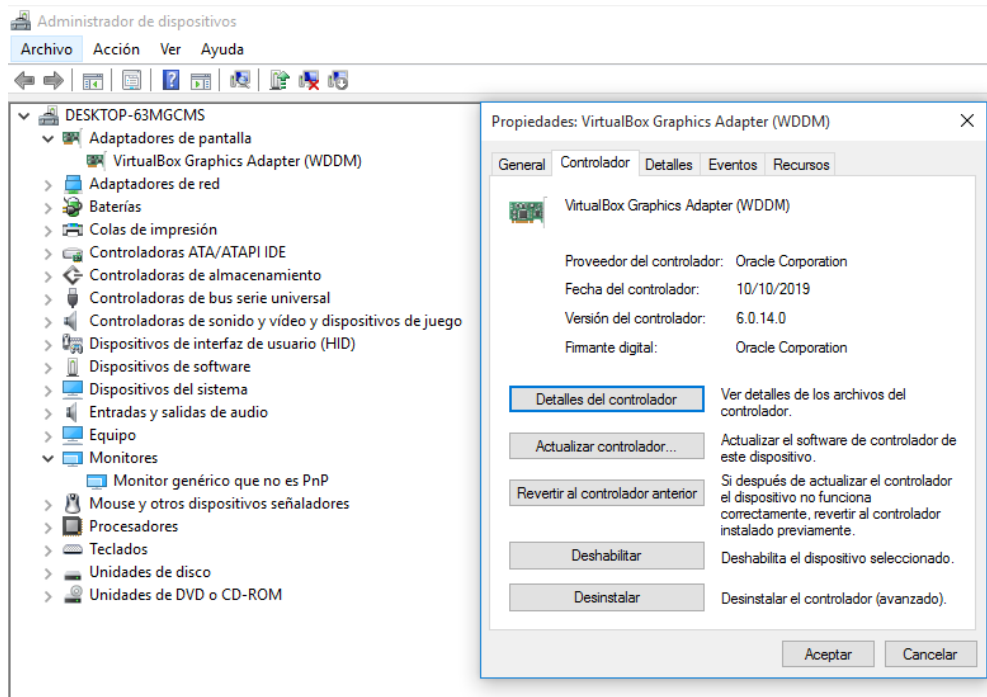 Administrador de dispositivos
Archivo Acción Ver Ayuda
DESKTOP-63MGCMS
Adaptadores de pantalla
VirtualBox Graphics Adapter (WDDM)
Adaptadores de red
Baterías
Colas de impresión
Controladoras ATA/ATAPI IDE
Controladoras de almacenamiento
Controladoras de bus serie universal
Controladoras de sonido y vídeo y dispositivos de juego
Dispositivos de interfaz de usuario (HID)
Dispositivos de software
Dispositivos del sistema
Entradas y salidas de audio
Equipo
Monitores
Monitor genérico que no es PnP
Mouse y otros dispositivos señaladores
Procesadores
Teclados
Unidades de disco
Unidades de DVD o CD-ROM
Propiedades: VirtualBox Graphics Adapter (WDDM)
General Controlador Detalles Eventos Recursos
VirtualBox Graphics Adapter (WDDM)
Proveedor del controlador: Oracle Corporation
Fecha del controlador: 10/10/2019
Versión del controlador: 6.0.14.0
Firmante digital: Oracle Corporation
Detalles del controlador
Ver detalles de los archivos del
controlador.
Actualizar controlador...
Actualizar el software de controlador de
este dispositivo.
Revertir al controlador anterior
Si después de actualizar el controlador
el dispositivo no funciona
correctamente, revertir al controlador
instalado previamente.
Deshabilitar
Deshabilita el dispositivo seleccionado.
Desinstalar
Desinstalar el controlador (avanzado).
Aceptar Cancelar